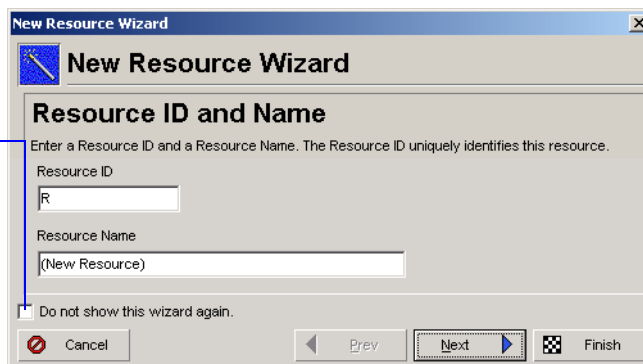 New Resource Wizard
New Resource Wizard
Resource ID and Name
Enter a Resource ID and a Resource Name. The Resource ID uniquely identifies this resource.
Resource ID
R
Resource Name
(New Resource)
Do not show this wizard again.
Cancel
Prev
Next
Finish